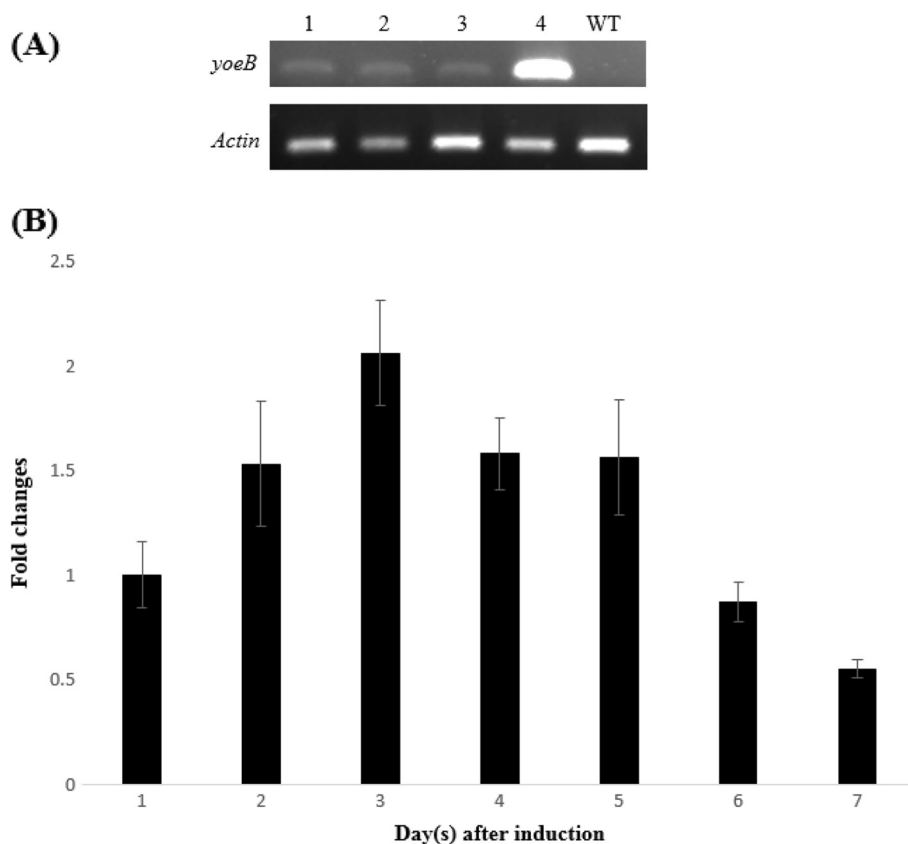 (A)
1 2 3 4 WT
yoeB
Actin
(B)
Fold changes
2.5
2
1.5
1
0.5
0
1 2 3 4 5 6 7
Day(s) after induction